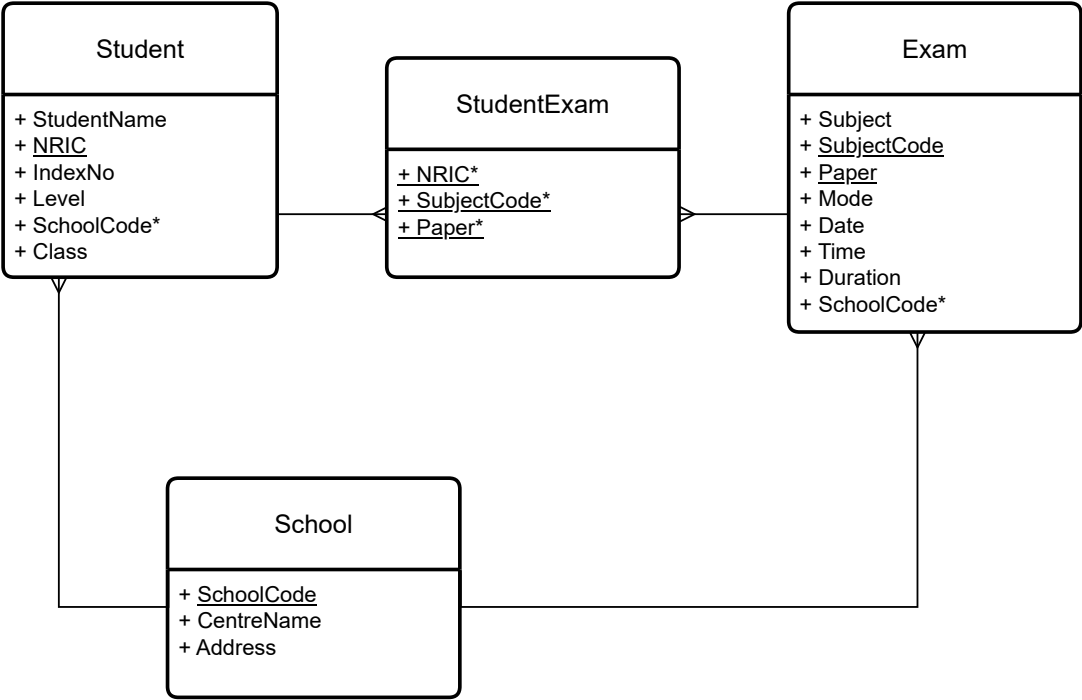 Student
+ StudentName
+ NRIC
+ IndexNo
+ Level
+ SchoolCode*
+ Class
StudentExam
+ NRIC*
+ SubjectCode*
+ Paper*
Exam
+ Subject
+ SubjectCode
+ Paper
+ Mode
+ Date
+ Time
+ Duration
+ SchoolCode*
School
+ SchoolCode
+ CentreName
+ Address